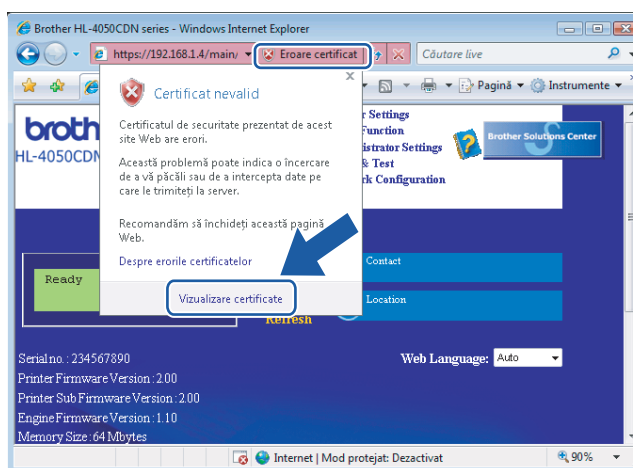 Brother HL-4050CDN series - Windows Internet Explorer
https://192.168.1.4/main/
Eroare certificat
Căutare live
Pagină
Instrumente
Certificat nevalid
X
Certificatul de securitate prezentat de acest
site Web are erori.
Această problemă poate indica o încercare
de a vă păcăli sau de a intercepta date pe
care le trimiteți la server.
Recomandăm să închideți această pagină
Web.
Despre erorile certificatelor
Vizualizare certificate
broth
HL-4050CDN
r Settings
Function
istrator Settings
& Test
rk Configuration
Brother Solutions Center
Ready
Contact
Location
Refresh
Serial no. : 234567890
Web Language: Auto
Printer Firmware Version : 2.00
Printer Sub Firmware Version : 2.00
Engine Firmware Version : 1.10
Memory Size : 64 Mbytes
Internet | Mod protejat: Dezactivat
90%